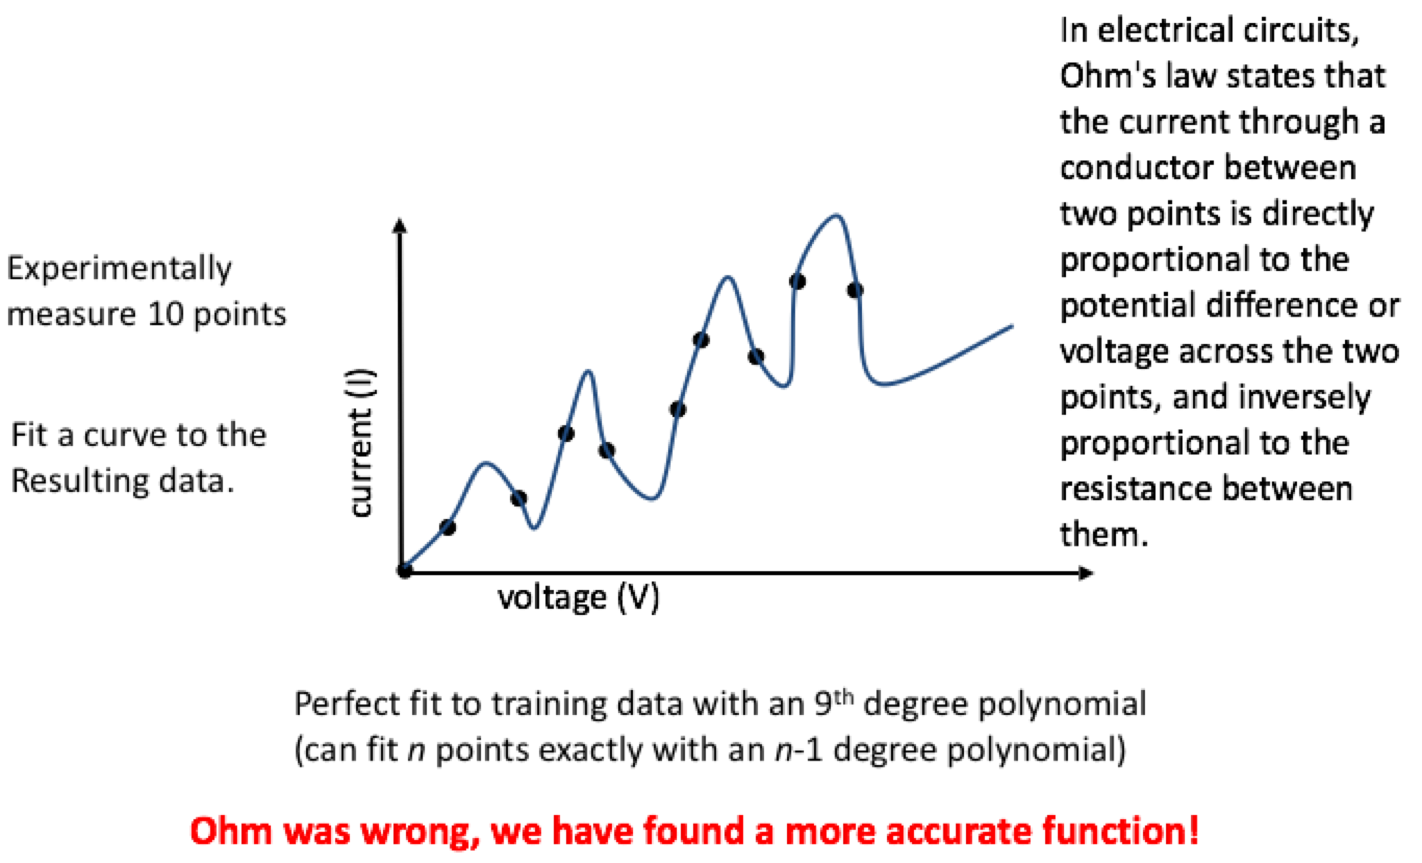 In electrical circuits,
Ohm's law states that
the current through a
conductor between
two points is directly
proportional to the
potential difference or
voltage across the two
points, and inversely
proportional to the
resistance between
them.
Experimentally
measure 10 points
Fit a curve to the
Resulting data.
current (I)
voltage (V)
Perfect fit to training data with an 9th degree polynomial
(can fit n points exactly with an n-1 degree polynomial)
Ohm was wrong, we have found a more accurate function!